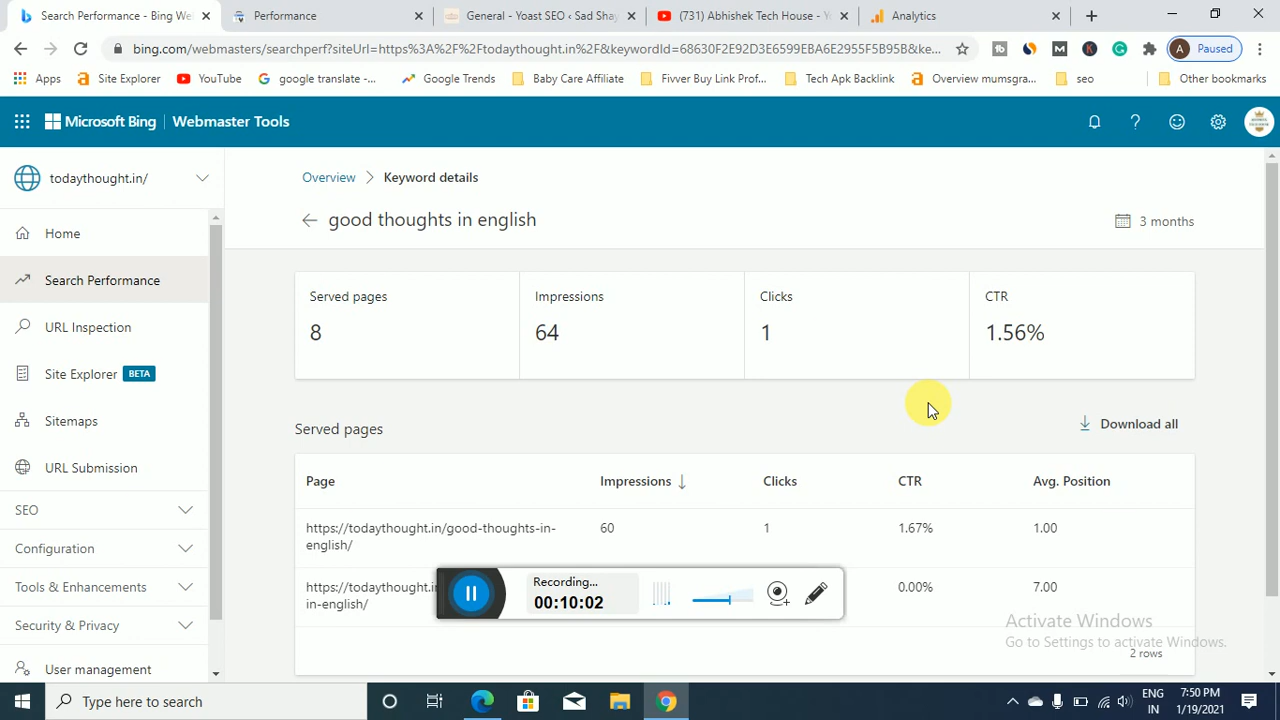 Search Performance - Bing We
Performance
General - Yoast SEO ‹ Sad Shay
(731) Abhishek Tech House - Y
Analytics
bing.com/webmasters/searchperf?siteUrl=https%3A%2F%2Ftodaythought.in%2F&keywordId=68630F2E92D3E6599EBA6E2955F5B95B&ke...
A Paused
Apps
Site Explorer
YouTube
google translate -...
Google Trends
Baby Care Affiliate
Fivver Buy Link Prof...
Tech Apk Backlink
Overview mumsgra...
seo
Other bookmarks
Microsoft Bing
Webmaster Tools
todaythought.in/
Overview > Keyword details
good thoughts in english
3 months
Home
Search Performance
URL Inspection
Site Explorer BETA
Sitemaps
URL Submission
SEO
Configuration
Tools & Enhancements
Security & Privacy
User management
Served pages
8
Impressions
64
Clicks
1
CTR
1.56%
Served pages
Download all
Page Impressions Clicks CTR Avg. Position
https://todaythought.in/good-thoughts-in- 60 1 1.67% 1.00
english/
https://todaythought.in 0.00% 7.00
in-english/
2 rows
Recording...
00:10:02
Activate Windows
Go to Settings to activate Windows.
Type here to search
ENG
IN
7:50 PM
1/19/2021